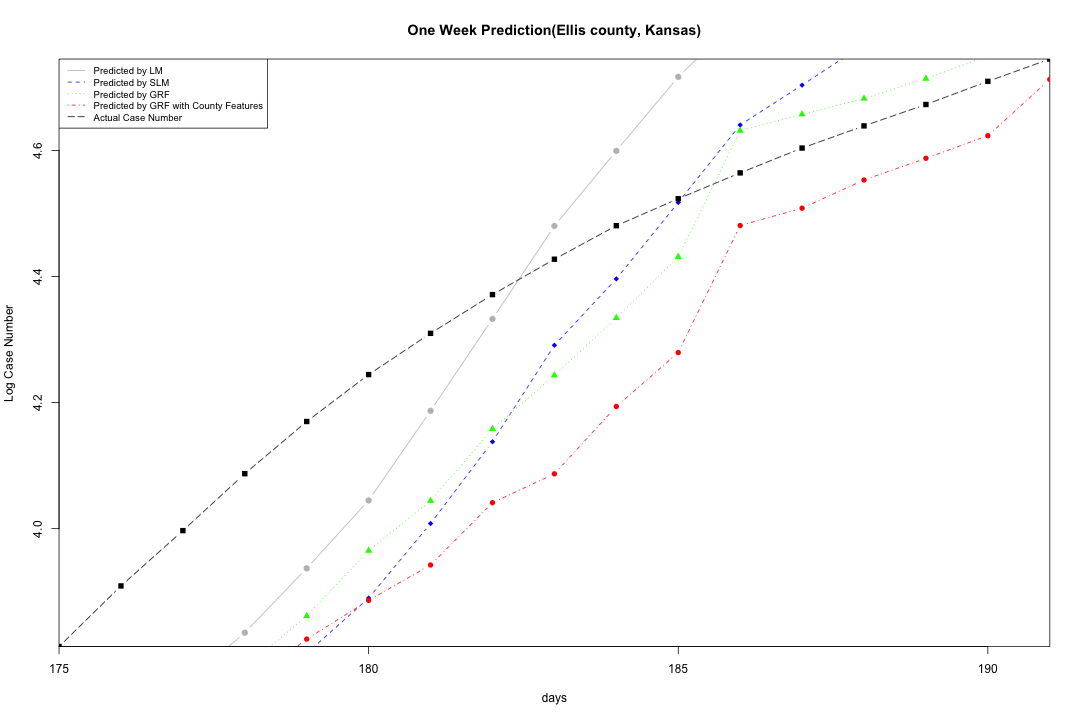 One Week Prediction(Ellis county, Kansas)
Predicted by LM
Predicted by SLM
Predicted by GRF
Predicted by GRF with County Features
Actual Case Number
Log Case Number
4.6
4.4
4.2
4.0
175
180
185
190
days